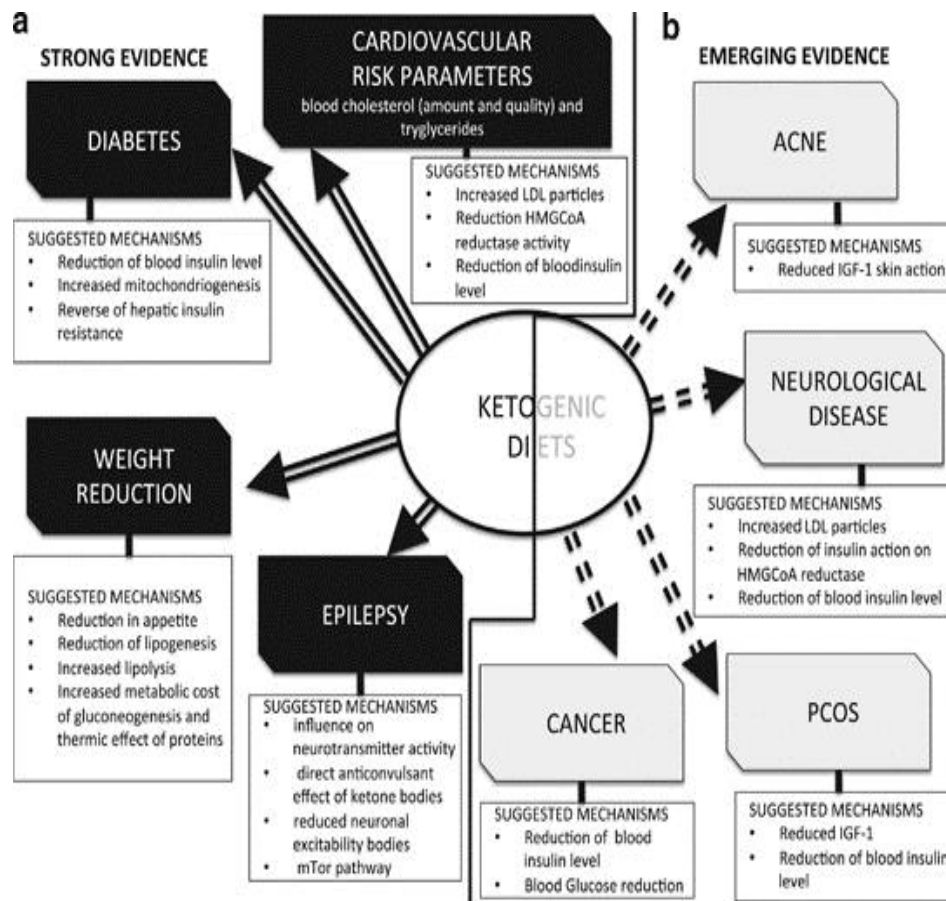 a
STRONG EVIDENCE
DIABETES
SUGGESTED MECHANISMS
• Reduction of blood insulin level
• Increased mitochondriogenesis
• Reverse of hepatic insulin
resistance
CARDIOVASCULAR
RISK PARAMETERS
blood cholesterol (amount and quality) and
tryglycerides
SUGGESTED MECHANISMS
• Increased LDL particles
• Reduction HMGCoA
reductase activity
• Reduction of bloodinsulin
level
WEIGHT
REDUCTION
SUGGESTED MECHANISMS
• Reduction in appetite
• Reduction of lipogenesis
• Increased lipolysis
• Increased metabolic cost
of gluconeogenesis and
thermic effect of proteins
EPILEPSY
SUGGESTED MECHANISMS
• influence on
neurotransmitter activity
• direct anticonvulsant
effect of ketone bodies
• reduced neuronal
excitability bodies
• mTor pathway
KETOGENIC
DIETS
b
EMERGING EVIDENCE
ACNE
SUGGESTED MECHANISMS
• Reduced IGF-1 skin action
NEUROLOGICAL
DISEASE
SUGGESTED MECHANISMS
• Increased LDL particles
• Reduction of insulin action on
HMGCoA reductase
• Reduction of blood insulin level
CANCER
SUGGESTED MECHANISMS
• Reduction of blood
insulin level
• Blood Glucose reduction
PCOS
SUGGESTED MECHANISMS
• Reduced IGF-1
• Reduction of blood insulin
level